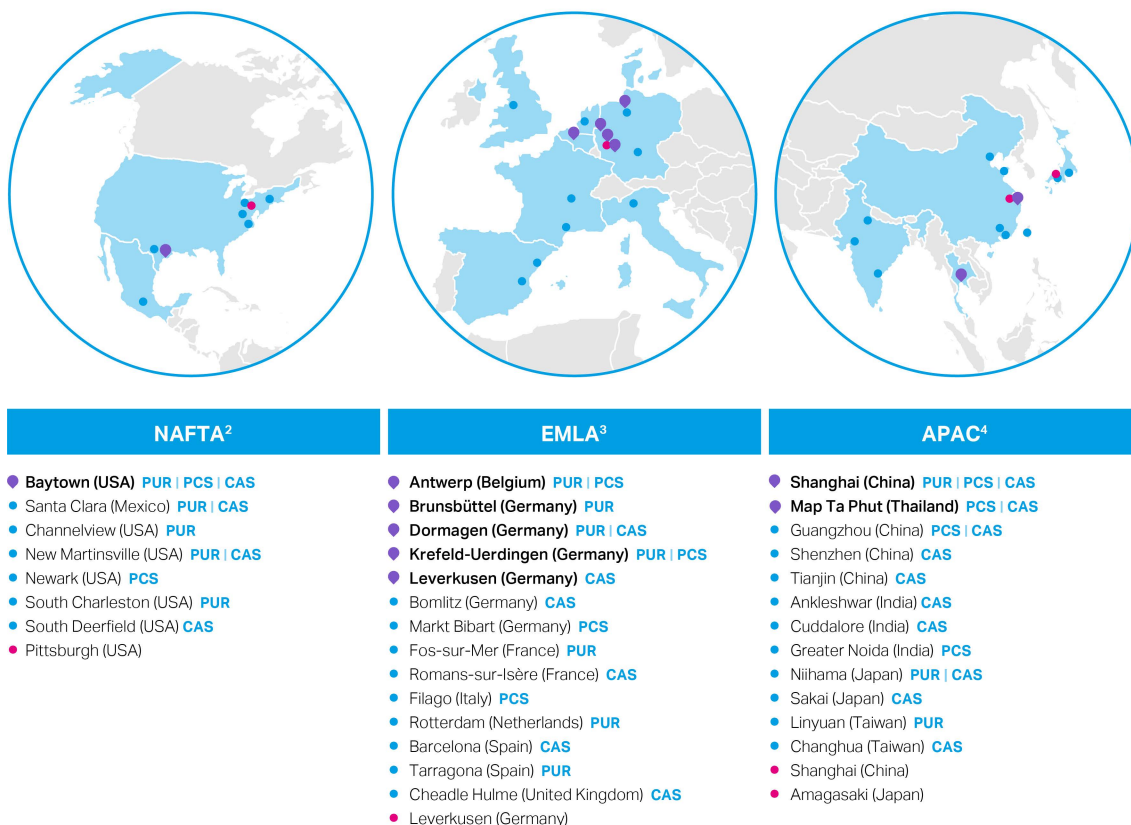 NAFTA²
Baytown (USA) PUR | PCS | CAS
Santa Clara (Mexico) PUR | CAS
Channelview (USA) PUR
New Martinsville (USA) PUR | CAS
Newark (USA) PCS
South Charleston (USA) PUR
South Deerfield (USA) CAS
Pittsburgh (USA)
EMLA³
Antwerp (Belgium) PUR | PCS
Brunsbüttel (Germany) PUR
Dormagen (Germany) PUR | CAS
Krefeld-Uerdingen (Germany) PUR | PCS
Leverkusen (Germany) CAS
Bomlitz (Germany) CAS
Markt Bibart (Germany) PCS
Fos-sur-Mer (France) PUR
Romans-sur-Isère (France) CAS
Filago (Italy) PCS
Rotterdam (Netherlands) PUR
Barcelona (Spain) CAS
Tarragona (Spain) PUR
Cheadle Hulme (United Kingdom) CAS
Leverkusen (Germany)
APAC⁴
Shanghai (China) PUR | PCS | CAS
Map Ta Phut (Thailand) PCS | CAS
Guangzhou (China) PCS | CAS
Shenzhen (China) CAS
Tianjin (China) CAS
Ankleshwar (India) CAS
Cuddalore (India) CAS
Greater Noida (India) PCS
Niihama (Japan) PUR | CAS
Sakai (Japan) CAS
Linyuan (Taiwan) PUR
Changhua (Taiwan) CAS
Shanghai (China)
Amagasaki (Japan)